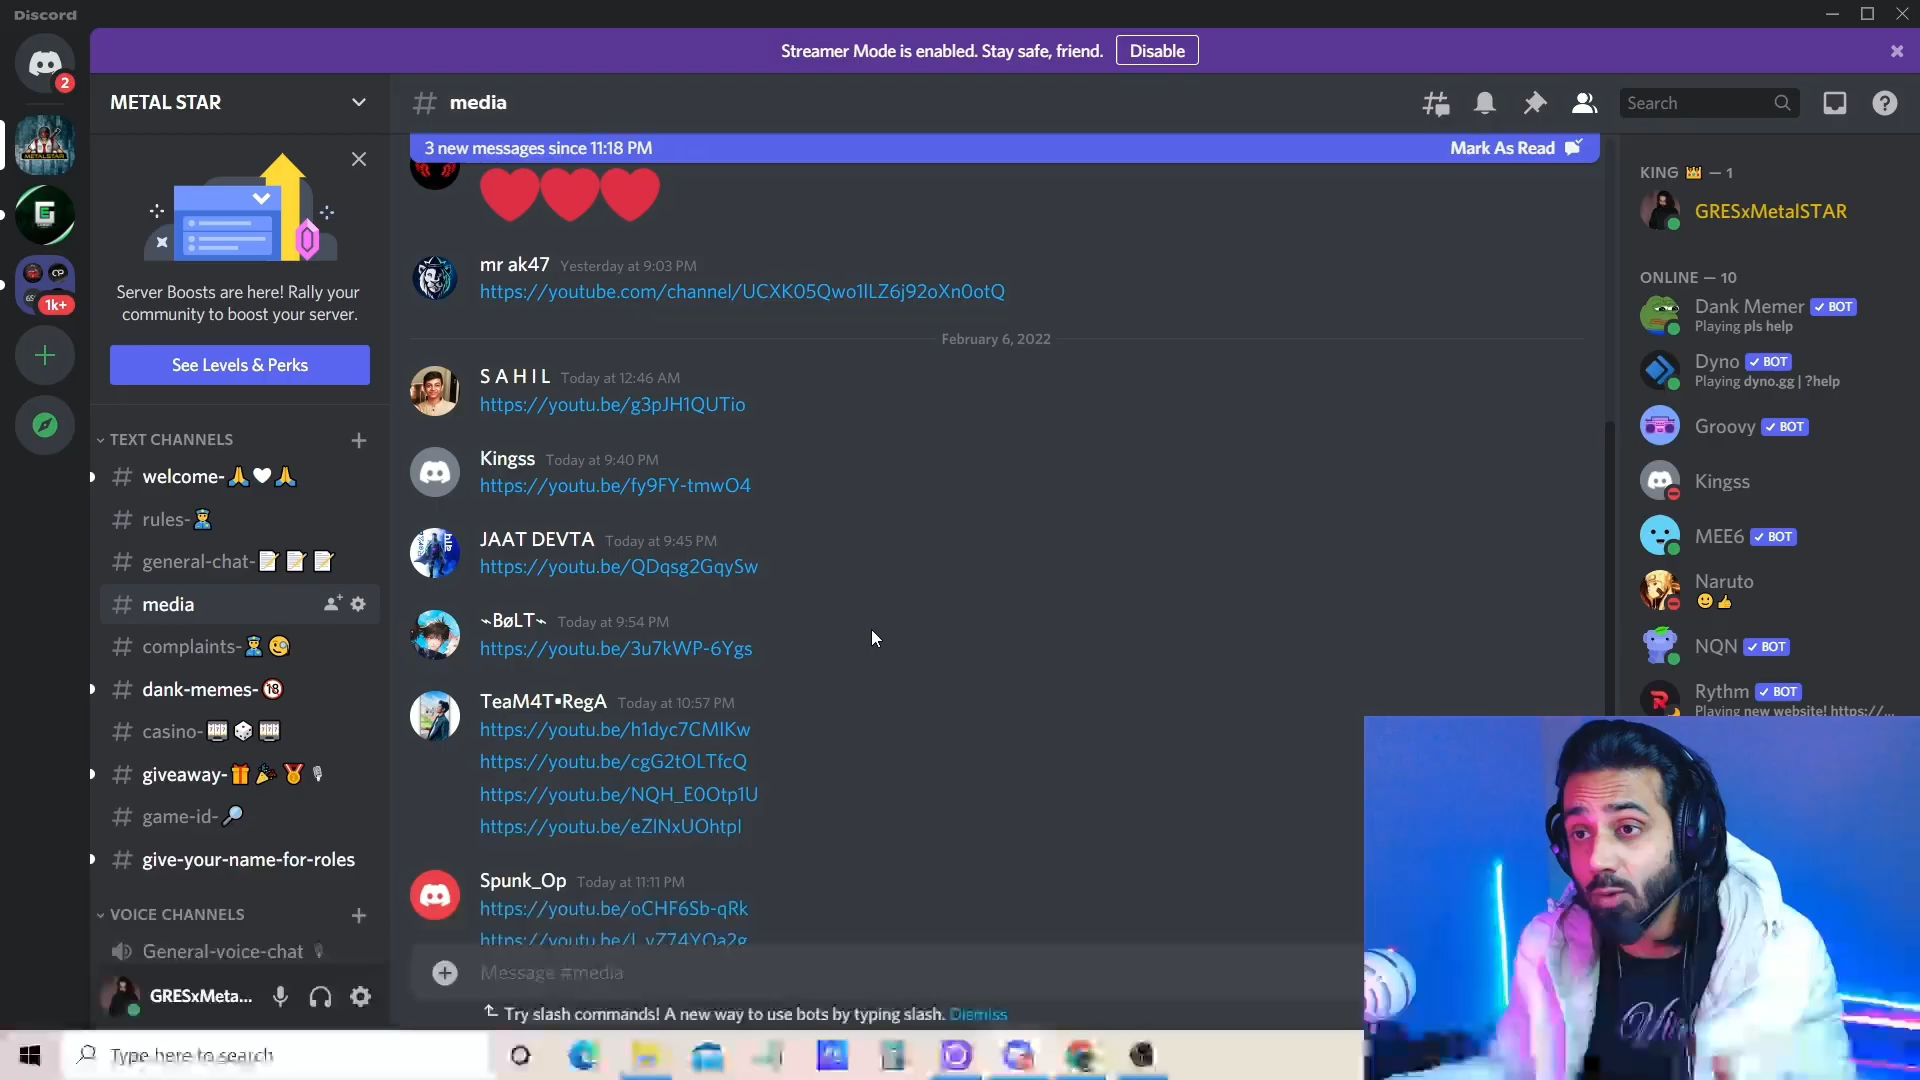 Discord
Streamer Mode is enabled. Stay safe, friend.
Disable
2
METAL STAR
media
Search
3 new messages since 11:18 PM
Mark As Read
METALSTAR
1k+
Server Boosts are here! Rally your
community to boost your server.
See Levels & Perks
TEXT CHANNELS
welcome-🙏🤍🙏
rules-👮
general-chat-📝📝📝
media
complaints-👮🧐
dank-memes-🔞
casino-🎰🎲🎰
giveaway-🎁🎉🏅🎙
game-id-🔎
give-your-name-for-roles
VOICE CHANNELS
General-voice-chat 🎙
GRESxMeta...
❤️❤️❤️
mr ak47 Yesterday at 9:03 PM
https://youtube.com/channel/UCXK05Qwo1lLZ6j92oXn0otQ
February 6, 2022
S A H I L Today at 12:46 AM
https://youtu.be/g3pJH1QUTio
Kingss Today at 9:40 PM
https://youtu.be/fy9FY-tmwO4
JAAT DEVTA Today at 9:45 PM
https://youtu.be/QDqsg2GqySw
~BøLT~ Today at 9:54 PM
https://youtu.be/3u7kWP-6Ygs
TeaM4T▪RegA Today at 10:57 PM
https://youtu.be/h1dyc7CMlKw
https://youtu.be/cgG2tOLTfcQ
https://youtu.be/NQH_E0Otp1U
https://youtu.be/eZlNxUOhtpI
Spunk_Op Today at 11:11 PM
https://youtu.be/oCHF6Sb-qRk
Message #media
Try slash commands! A new way to use bots by typing slash. Dismiss
KING 👑 — 1
GRESxMetalSTAR
ONLINE — 10
Dank Memer ✓ BOT
Playing pls help
Dyno ✓ BOT
Playing dyno.gg | ?help
Groovy ✓ BOT
Kingss
MEE6 ✓ BOT
Naruto
🙂👍
NQN ✓ BOT
Rythm ✓ BOT
Playing new website! https://...
Type here to search